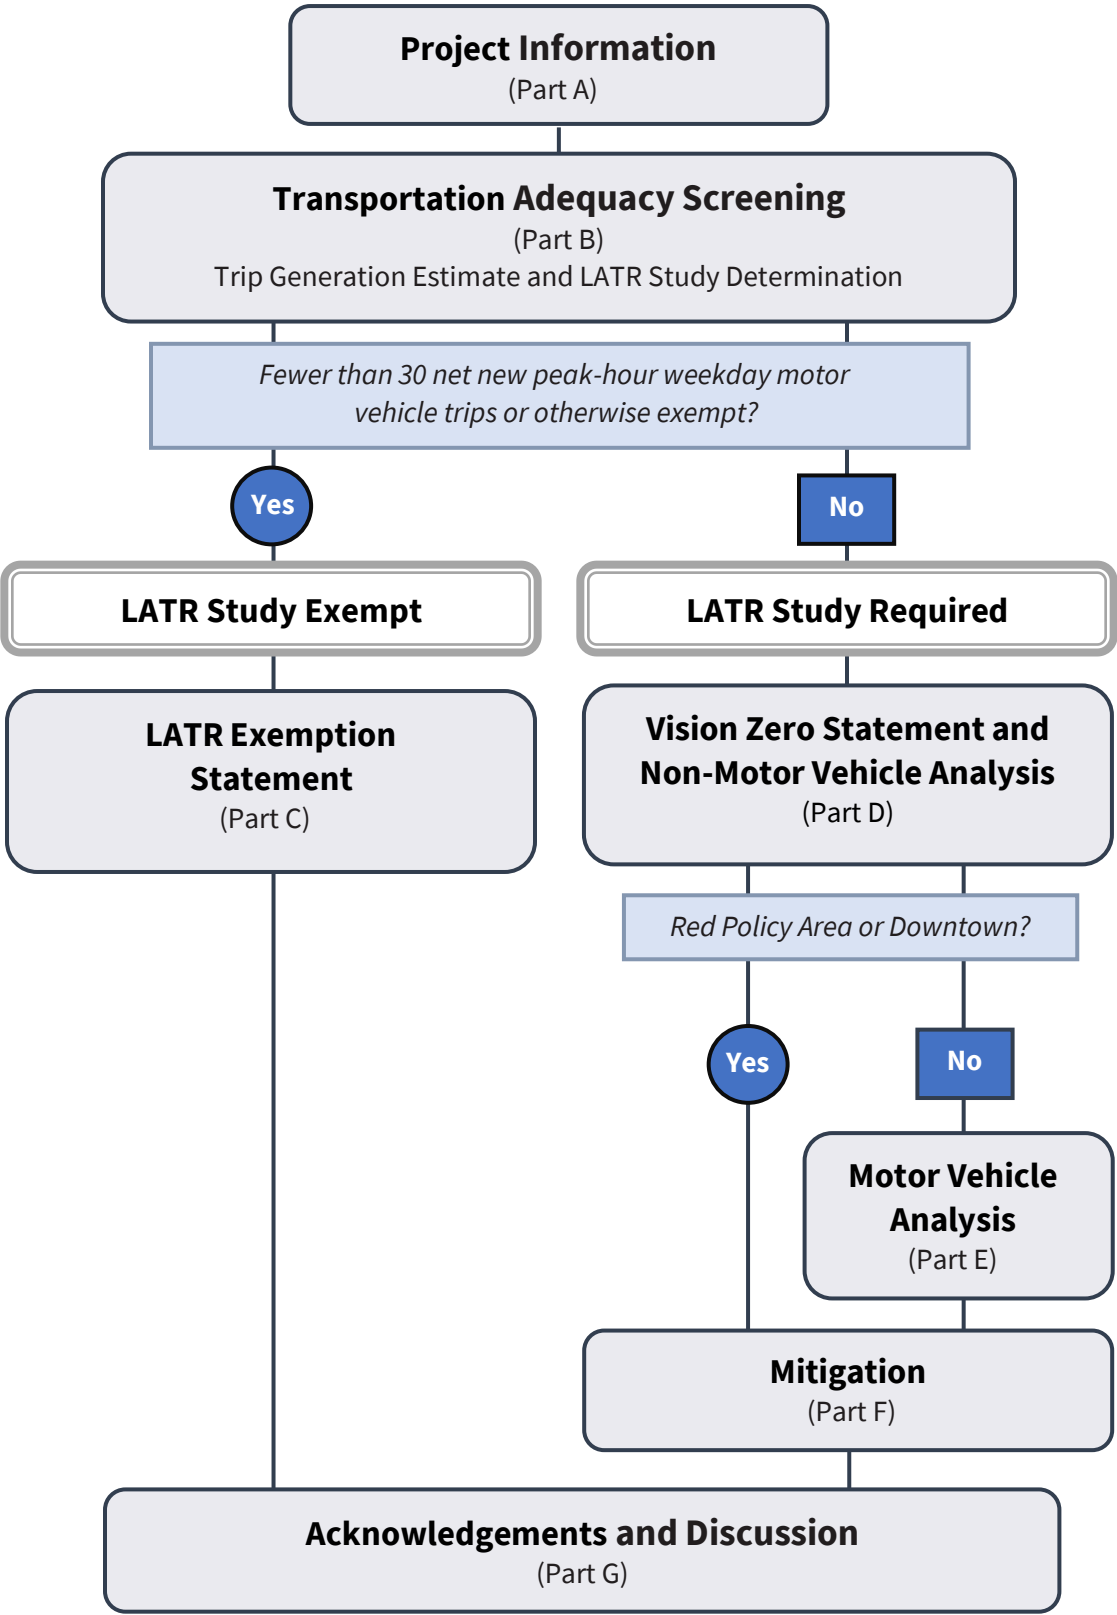 Project Information
(Part A)
Transportation Adequacy Screening
(Part B)
Trip Generation Estimate and LATR Study Determination
Fewer than 30 net new peak-hour weekday motor
vehicle trips or otherwise exempt?
Yes
No
LATR Study Exempt
LATR Study Required
LATR Exemption
Statement
(Part C)
Vision Zero Statement and
Non-Motor Vehicle Analysis
(Part D)
Red Policy Area or Downtown?
Yes
No
Motor Vehicle
Analysis
(Part E)
Mitigation
(Part F)
Acknowledgements and Discussion
(Part G)